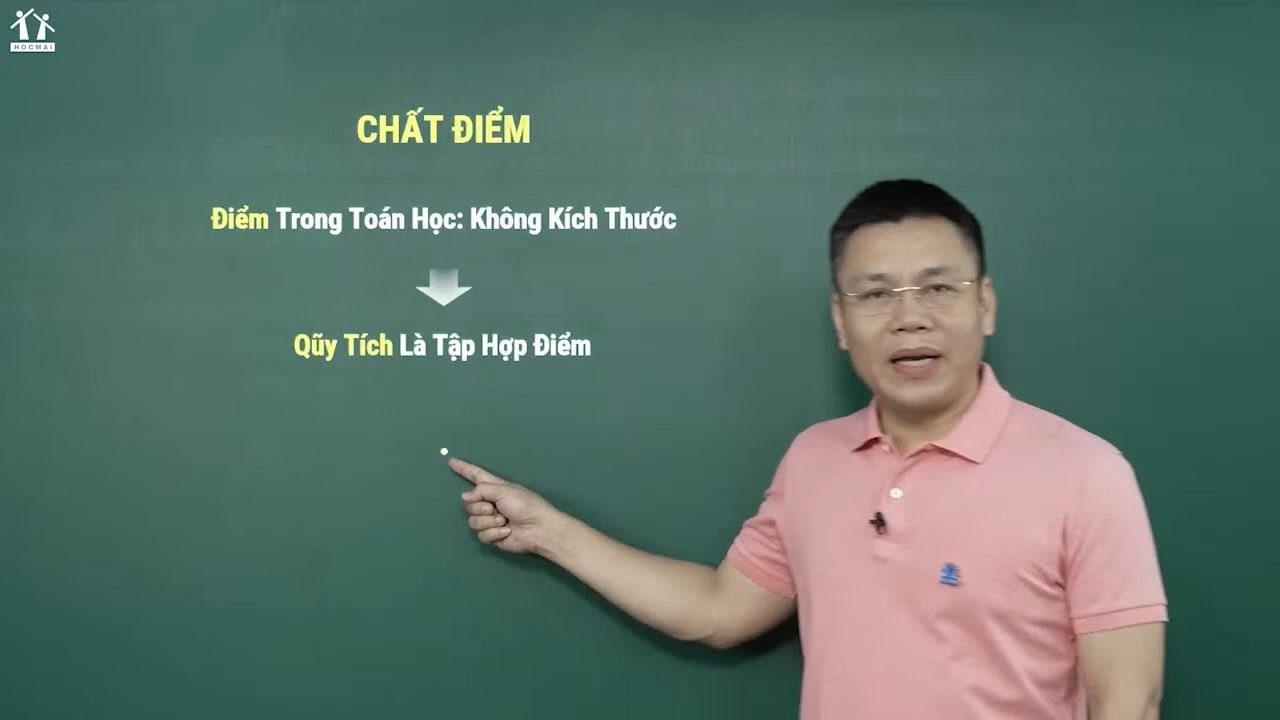 HOCMAI
CHẤT ĐIỂM
Điểm Trong Toán Học: Không Kích Thước
Qũy Tích Là Tập Hợp Điểm